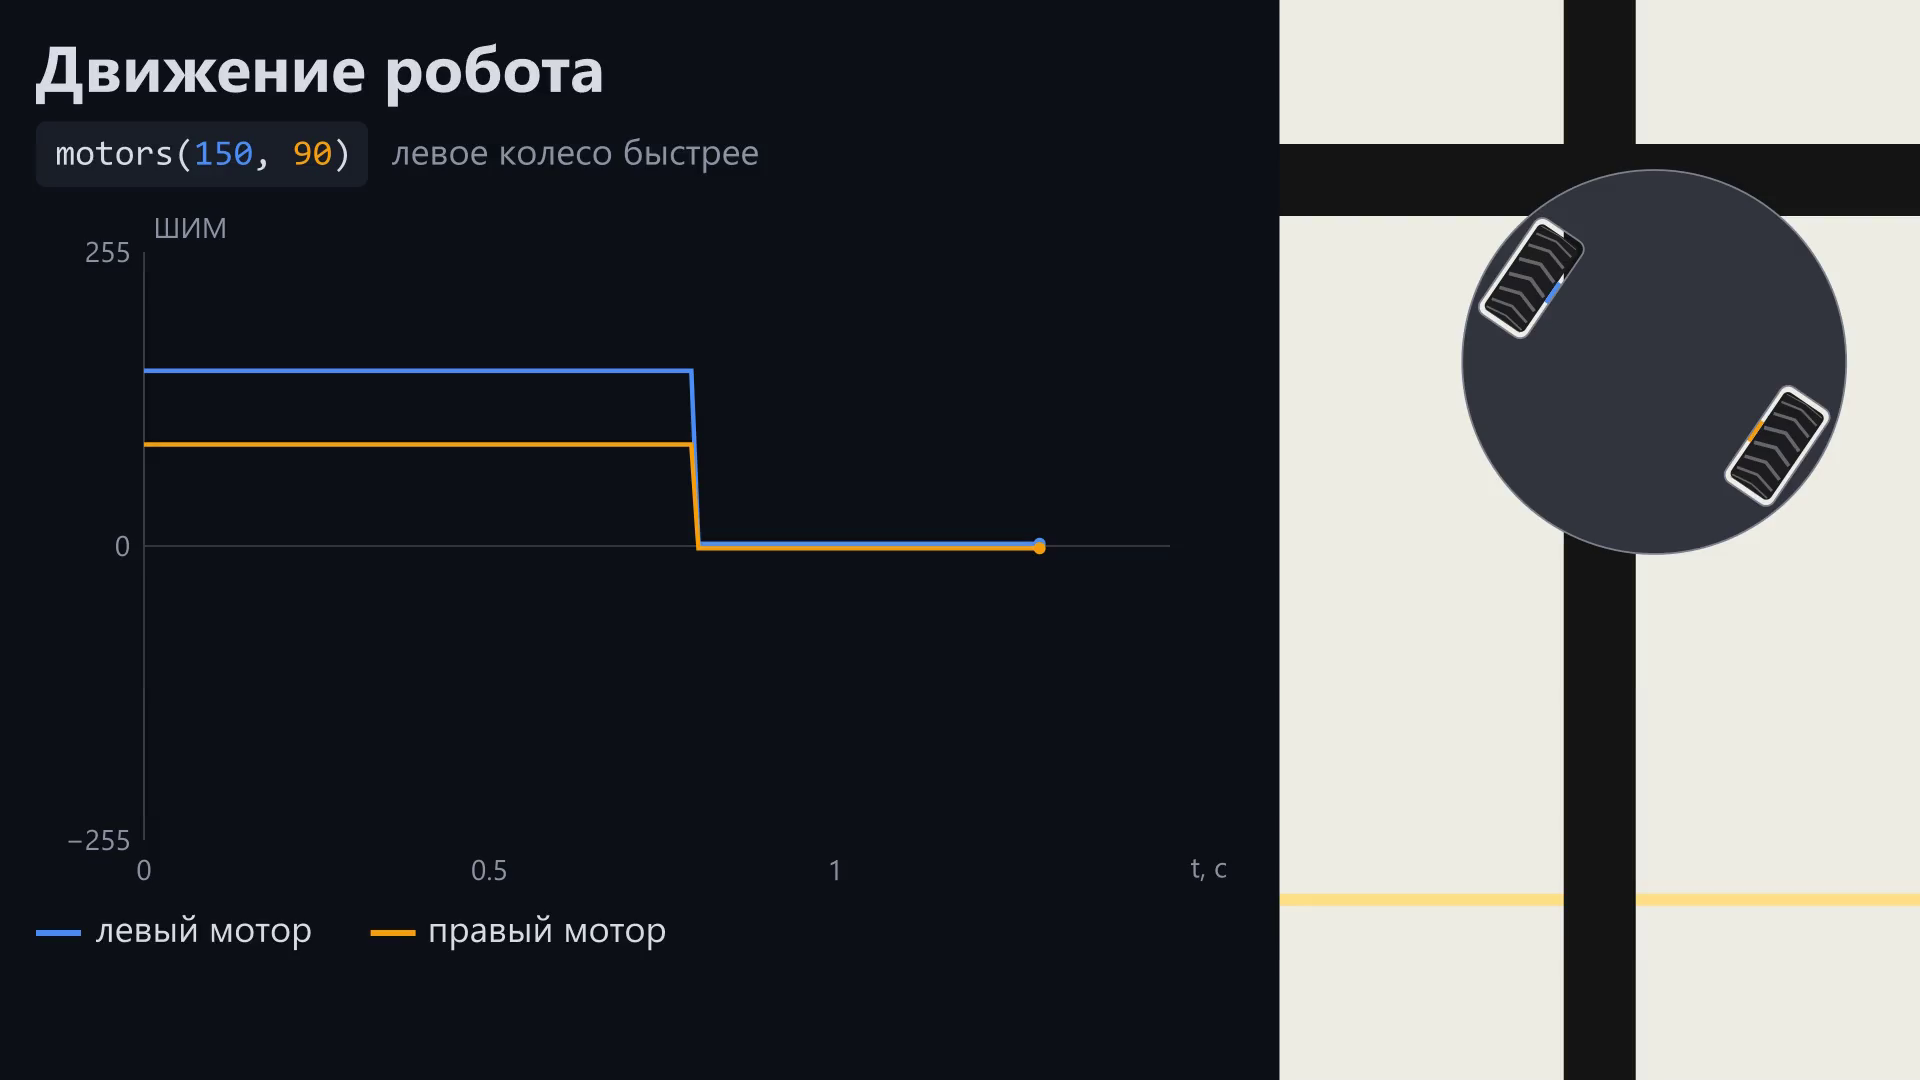 Движение робота
motors(150, 90) левое колесо быстрее
ШИМ
255
0
−255
0 0.5 1 t, с
левый мотор правый мотор